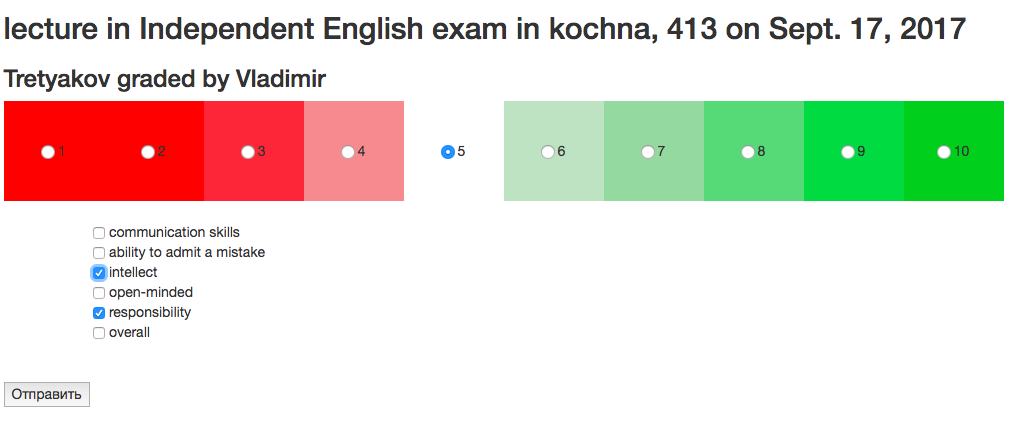 lecture in Independent English exam in kochna, 413 on Sept. 17, 2017
Tretyakov graded by Vladimir
1 2 3 4 5 6 7 8 9 10
communication skills
ability to admit a mistake
intellect
open-minded
responsibility
overall
Отправить